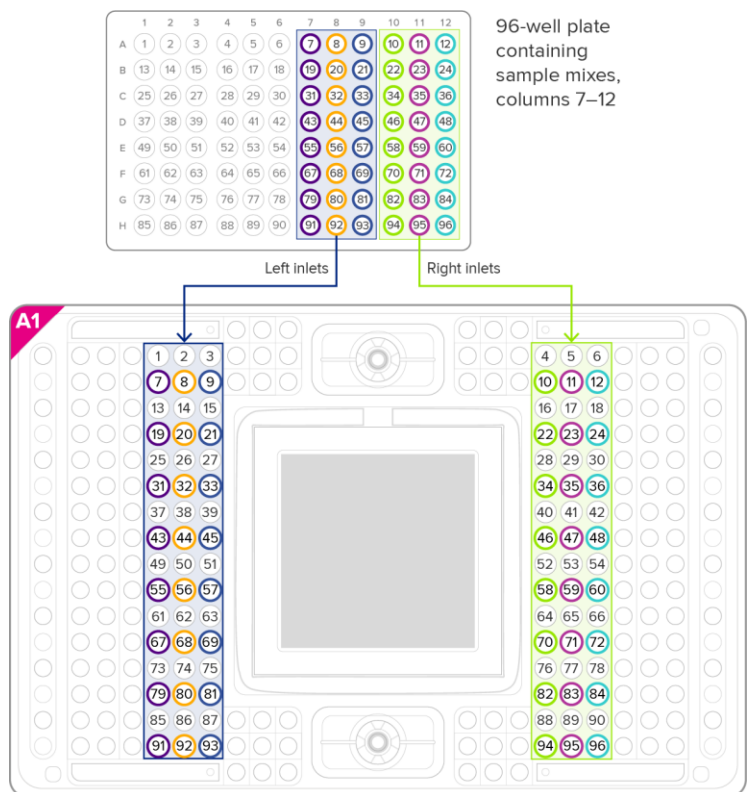 1 2 3 4 5 6 7 8 9 10 11 12
A 1 2 3 4 5 6 7 8 9 10 11 12
B 13 14 15 16 17 18 19 20 21 22 23 24
C 25 26 27 28 29 30 31 32 33 34 35 36
D 37 38 39 40 41 42 43 44 45 46 47 48
E 49 50 51 52 53 54 55 56 57 58 59 60
F 61 62 63 64 65 66 67 68 69 70 71 72
G 73 74 75 76 77 78 79 80 81 82 83 84
H 85 86 87 88 89 90 91 92 93 94 95 96
96-well plate
containing
sample mixes,
columns 7–12
Left inlets
Right inlets
A1
1 2 3 4 5 6
7 8 9 10 11 12
13 14 15 16 17 18
19 20 21 22 23 24
25 26 27 28 29 30
31 32 33 34 35 36
37 38 39 40 41 42
43 44 45 46 47 48
49 50 51 52 53 54
55 56 57 58 59 60
61 62 63 64 65 66
67 68 69 70 71 72
73 74 75 76 77 78
79 80 81 82 83 84
85 86 87 88 89 90
91 92 93 94 95 96